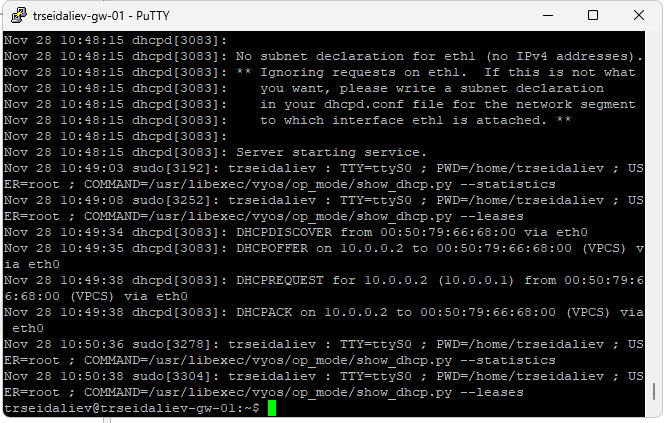 trseidaliev-gw-01 - PuTTY
Nov 28 10:48:15 dhcpd[3083]:
Nov 28 10:48:15 dhcpd[3083]: No subnet declaration for eth1 (no IPv4 addresses).
Nov 28 10:48:15 dhcpd[3083]: ** Ignoring requests on eth1.  If this is not what
Nov 28 10:48:15 dhcpd[3083]:    you want, please write a subnet declaration
Nov 28 10:48:15 dhcpd[3083]:    in your dhcpd.conf file for the network segment
Nov 28 10:48:15 dhcpd[3083]:    to which interface eth1 is attached. **
Nov 28 10:48:15 dhcpd[3083]:
Nov 28 10:48:15 dhcpd[3083]: Server starting service.
Nov 28 10:49:03 sudo[3192]: trseidaliev : TTY=ttyS0 ; PWD=/home/trseidaliev ; US
ER=root ; COMMAND=/usr/libexec/vyos/op_mode/show_dhcp.py --statistics
Nov 28 10:49:08 sudo[3252]: trseidaliev : TTY=ttyS0 ; PWD=/home/trseidaliev ; US
ER=root ; COMMAND=/usr/libexec/vyos/op_mode/show_dhcp.py --leases
Nov 28 10:49:34 dhcpd[3083]: DHCPDISCOVER from 00:50:79:66:68:00 via eth0
Nov 28 10:49:35 dhcpd[3083]: DHCPOFFER on 10.0.0.2 to 00:50:79:66:68:00 (VPCS) v
ia eth0
Nov 28 10:49:38 dhcpd[3083]: DHCPREQUEST for 10.0.0.2 (10.0.0.1) from 00:50:79:6
6:68:00 (VPCS) via eth0
Nov 28 10:49:38 dhcpd[3083]: DHCPACK on 10.0.0.2 to 00:50:79:66:68:00 (VPCS) via
 eth0
Nov 28 10:50:36 sudo[3278]: trseidaliev : TTY=ttyS0 ; PWD=/home/trseidaliev ; US
ER=root ; COMMAND=/usr/libexec/vyos/op_mode/show_dhcp.py --statistics
Nov 28 10:50:38 sudo[3304]: trseidaliev : TTY=ttyS0 ; PWD=/home/trseidaliev ; US
ER=root ; COMMAND=/usr/libexec/vyos/op_mode/show_dhcp.py --leases
trseidaliev@trseidaliev-gw-01:~$